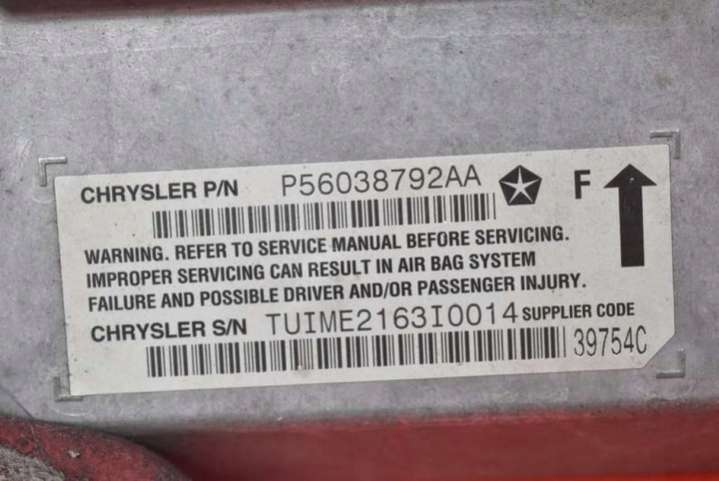 CHRYSLER P/N P56038792AA F
WARNING. REFER TO SERVICE MANUAL BEFORE SERVICING.
IMPROPER SERVICING CAN RESULT IN AIR BAG SYSTEM
FAILURE AND POSSIBLE DRIVER AND/OR PASSENGER INJURY.
CHRYSLER S/N TUIME2163I0014 SUPPLIER CODE
39754C